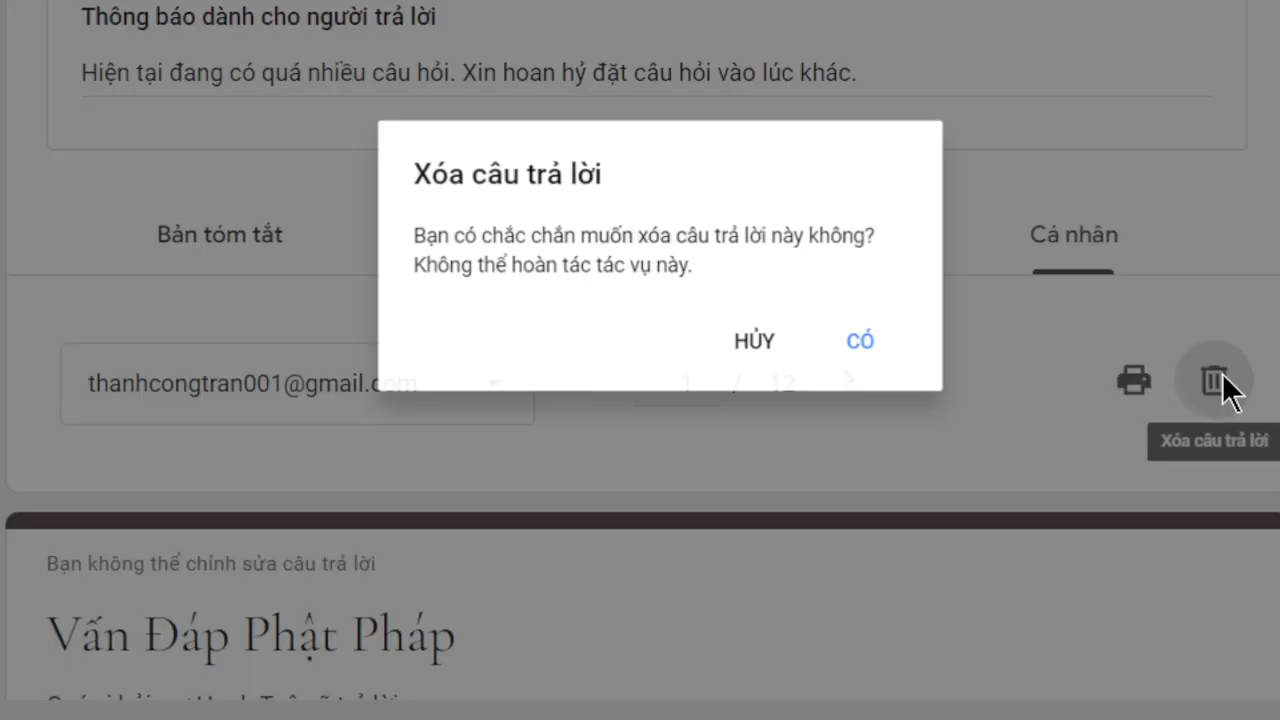 Thông báo dành cho người trả lời
Hiện tại đang có quá nhiều câu hỏi. Xin hoan hỷ đặt câu hỏi vào lúc khác.
Xóa câu trả lời
Bạn có chắc chắn muốn xóa câu trả lời này không?
Không thể hoàn tác tác vụ này.
HỦY CÓ
Bản tóm tắt
Cá nhân
thanhcongtran001@gmail.com
1 / 12
Xóa câu trả lời
Bạn không thể chỉnh sửa câu trả lời
Vấn Đáp Phật Pháp